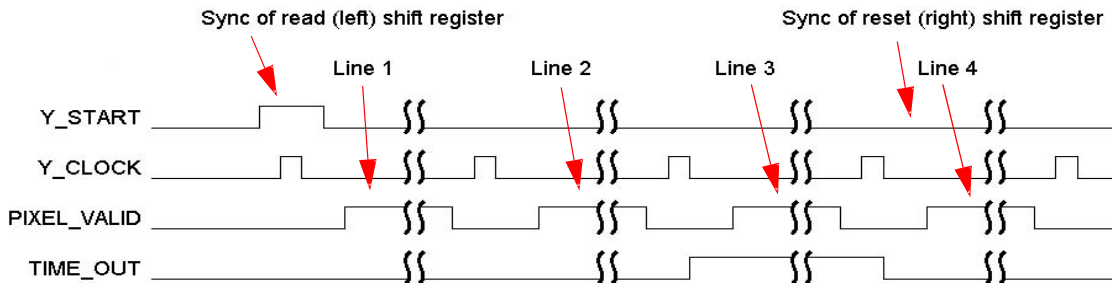 Sync of read (left) shift register
Sync of reset (right) shift register
Line 1
Line 2
Line 3
Line 4
Y_START
Y_CLOCK
PIXEL_VALID
TIME_OUT